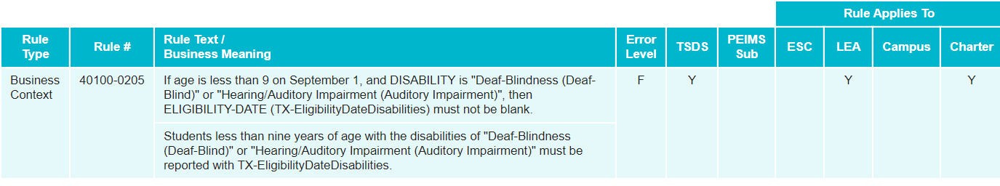 Rule Applies To
Rule Type
Rule #
Rule Text /
Business Meaning
Error Level
TSDS
PEIMS Sub
ESC
LEA
Campus
Charter
Business Context
40100-0205
If age is less than 9 on September 1, and DISABILITY is "Deaf-Blindness (Deaf-
Blind)" or "Hearing/Auditory Impairment (Auditory Impairment)", then
ELIGIBILITY-DATE (TX-EligibilityDateDisabilities) must not be blank.
F
Y
Y
Y
Students less than nine years of age with the disabilities of "Deaf-Blindness
(Deaf-Blind)" or "Hearing/Auditory Impairment (Auditory Impairment)" must be
reported with TX-EligibilityDateDisabilities.